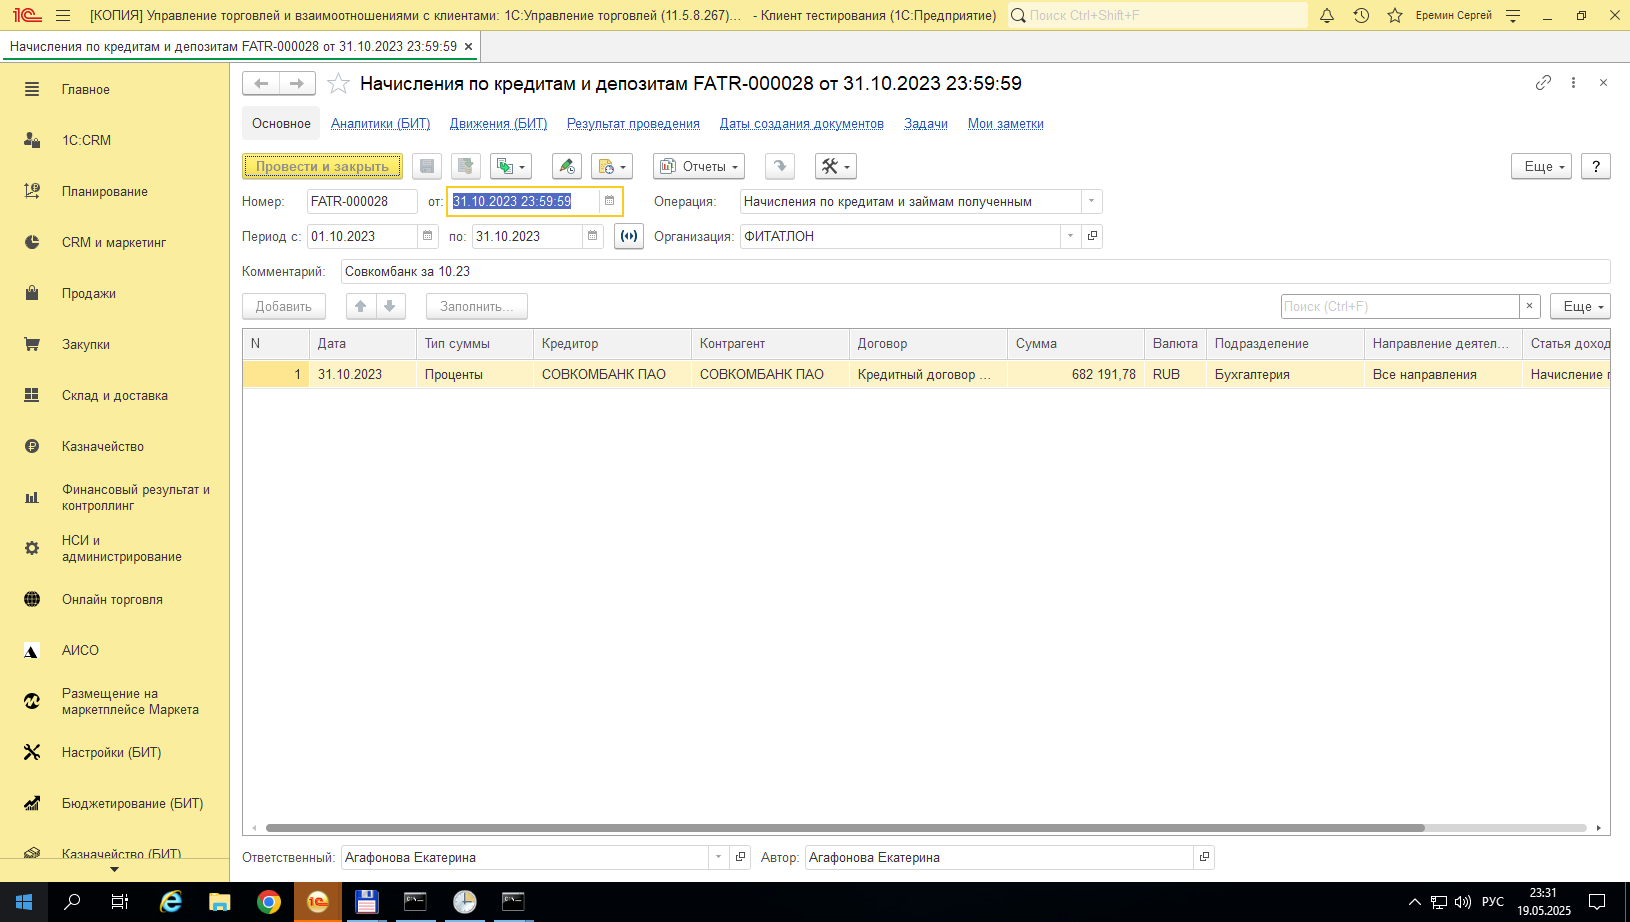 [КОПИЯ] Управление торговлей и взаимоотношениями с клиентами: 1С:Управление торговлей (11.5.8.267)... - Клиент тестирования (1С:Предприятие)
Поиск Ctrl+Shift+F
Еремин Сергей
Начисления по кредитам и депозитам FATR-000028 от 31.10.2023 23:59:59
Главное
1С:CRM
Планирование
CRM и маркетинг
Продажи
Закупки
Склад и доставка
Казначейство
Финансовый результат и
контроллинг
НСИ и
администрирование
Онлайн торговля
АИСО
Размещение на
маркетплейсе Маркета
Настройки (БИТ)
Бюджетирование (БИТ)
Казначейство (БИТ)
Начисления по кредитам и депозитам FATR-000028 от 31.10.2023 23:59:59
Основное Аналитики (БИТ) Движения (БИТ) Результат проведения Даты создания документов Задачи Мои заметки
Провести и закрыть Отчеты Еще ?
Номер: FATR-000028 от: 31.10.2023 23:59:59 Операция: Начисления по кредитам и займам полученным
Период с: 01.10.2023 по: 31.10.2023 Организация: ФИТАТЛОН
Комментарий: Совкомбанк за 10.23
Добавить Заполнить... Поиск (Ctrl+F) × Еще
N Дата Тип суммы Кредитор Контрагент Договор Сумма Валюта Подразделение Направление деятел... Статья доход
1 31.10.2023 Проценты СОВКОМБАНК ПАО СОВКОМБАНК ПАО Кредитный договор ... 682 191,78 RUB Бухгалтерия Все направления Начисление п
Ответственный: Агафонова Екатерина Автор: Агафонова Екатерина
РУС
23:31
19.05.2025